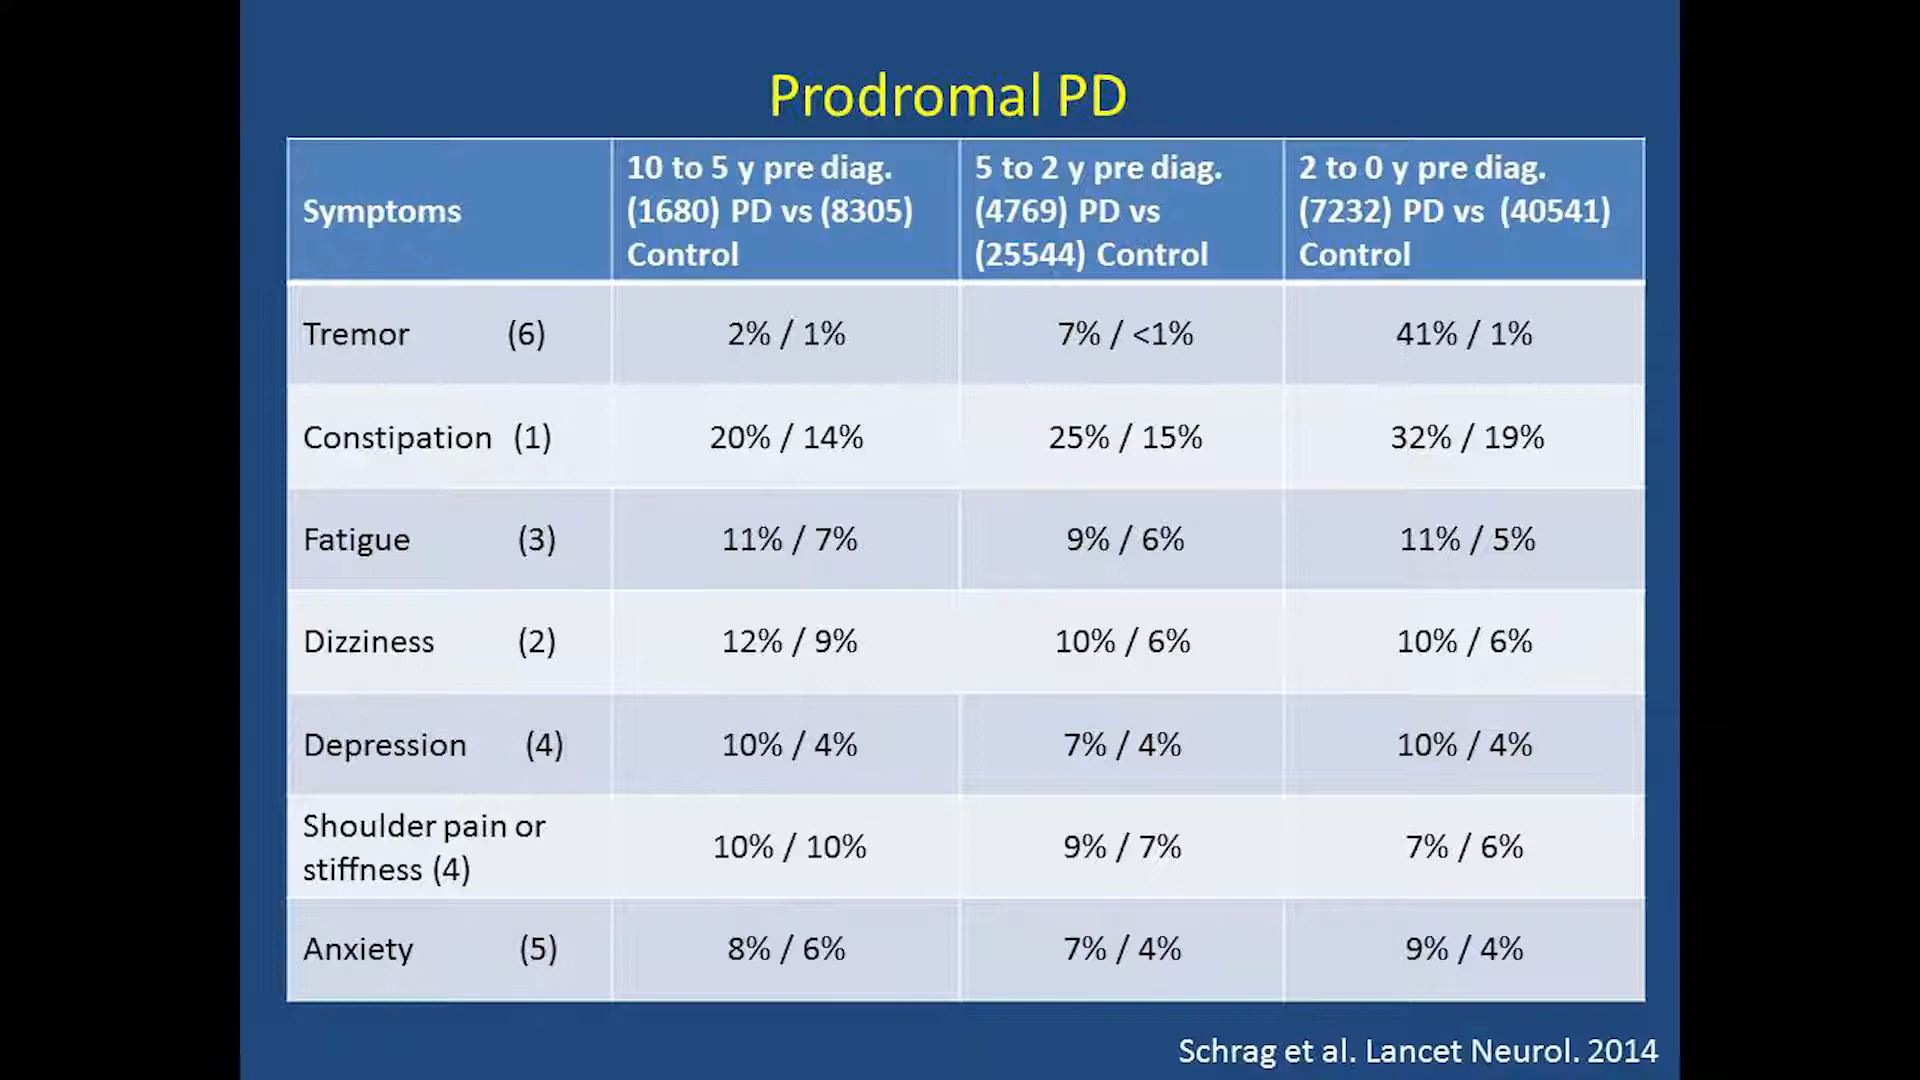 Prodromal PD
Symptoms
10 to 5 y pre diag.
(1680) PD vs (8305)
Control
5 to 2 y pre diag.
(4769) PD vs
(25544) Control
2 to 0 y pre diag.
(7232) PD vs (40541)
Control
Tremor (6) 2% / 1% 7% / <1% 41% / 1%
Constipation (1) 20% / 14% 25% / 15% 32% / 19%
Fatigue (3) 11% / 7% 9% / 6% 11% / 5%
Dizziness (2) 12% / 9% 10% / 6% 10% / 6%
Depression (4) 10% / 4% 7% / 4% 10% / 4%
Shoulder pain or
stiffness (4) 10% / 10% 9% / 7% 7% / 6%
Anxiety (5) 8% / 6% 7% / 4% 9% / 4%
Schrag et al. Lancet Neurol. 2014